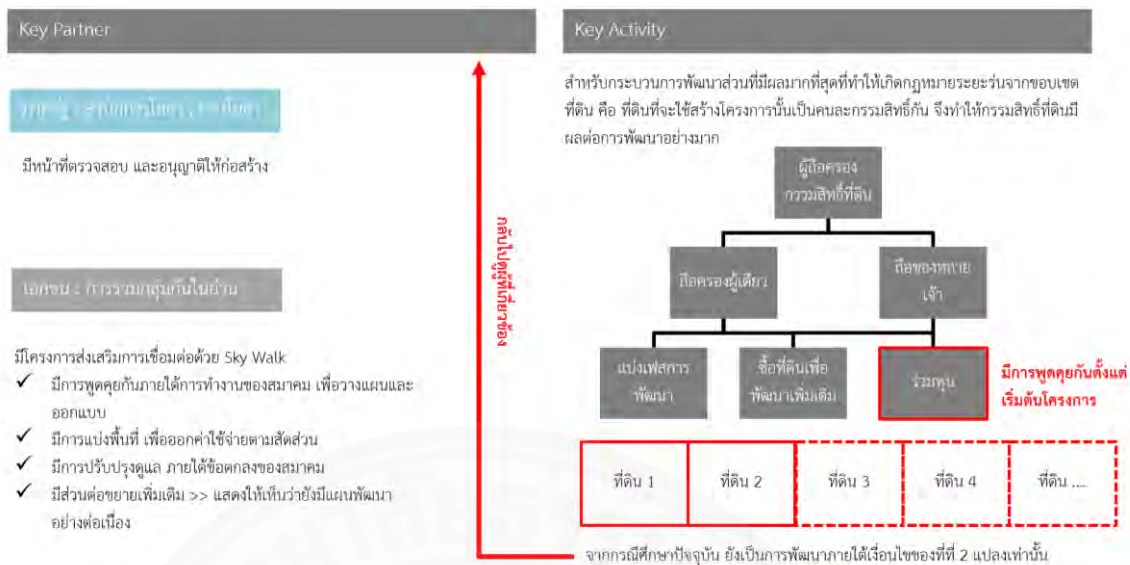 Key Partner
มีหน้าที่ตรวจสอบ และอนุญาติให้ก่อสร้าง
เอกชน : การรวมกลุ่มกันในย่าน
มีโครงการส่งเสริมการเชื่อมต่อด้วย Sky Walk
✓ มีการพูดคุยกันภายใต้การทำงานของสมาคม เพื่อวางแผนและ
ออกแบบ
✓ มีการแบ่งพื้นที่ เพื่อออกค่าใช้จ่ายตามสัดส่วน
✓ มีการปรับปรุงดูแล ภายใต้ข้อตกลงของสมาคม
✓ มีส่วนต่อขยายเพิ่มเติม >> แสดงให้เห็นว่ายังมีแผนพัฒนา
อย่างต่อเนื่อง
กลับไปดูผู้ที่เกี่ยวข้อง
Key Activity
สำหรับกระบวนการพัฒนาส่วนที่มีผลมากที่สุดที่ทำให้เกิดกฎหมายระยะร่นจากขอบเขต
ที่ดิน คือ ที่ดินที่จะใช้สร้างโครงการนั้นเป็นคนละกรรมสิทธิ์กัน จึงทำให้กรรมสิทธิ์ที่ดินมี
ผลต่อการพัฒนาอย่างมาก
ผู้ถือครอง
กรรมสิทธิ์ที่ดิน
ถือครองผู้เดียว
ถือของหลาย
เจ้า
แบ่งเฟสการ
พัฒนา
ซื้อที่ดินเพื่อ
พัฒนาเพิ่มเติม
ร่วมทุน
มีการพูดคุยกันตั้งแต่
เริ่มต้นโครงการ
ที่ดิน 1
ที่ดิน 2
ที่ดิน 3
ที่ดิน 4
ที่ดิน ....
จากกรณีศึกษาปัจจุบัน ยังเป็นการพัฒนาภายใต้เงื่อนไขของที่ที่ 2 แปลงเท่านั้น